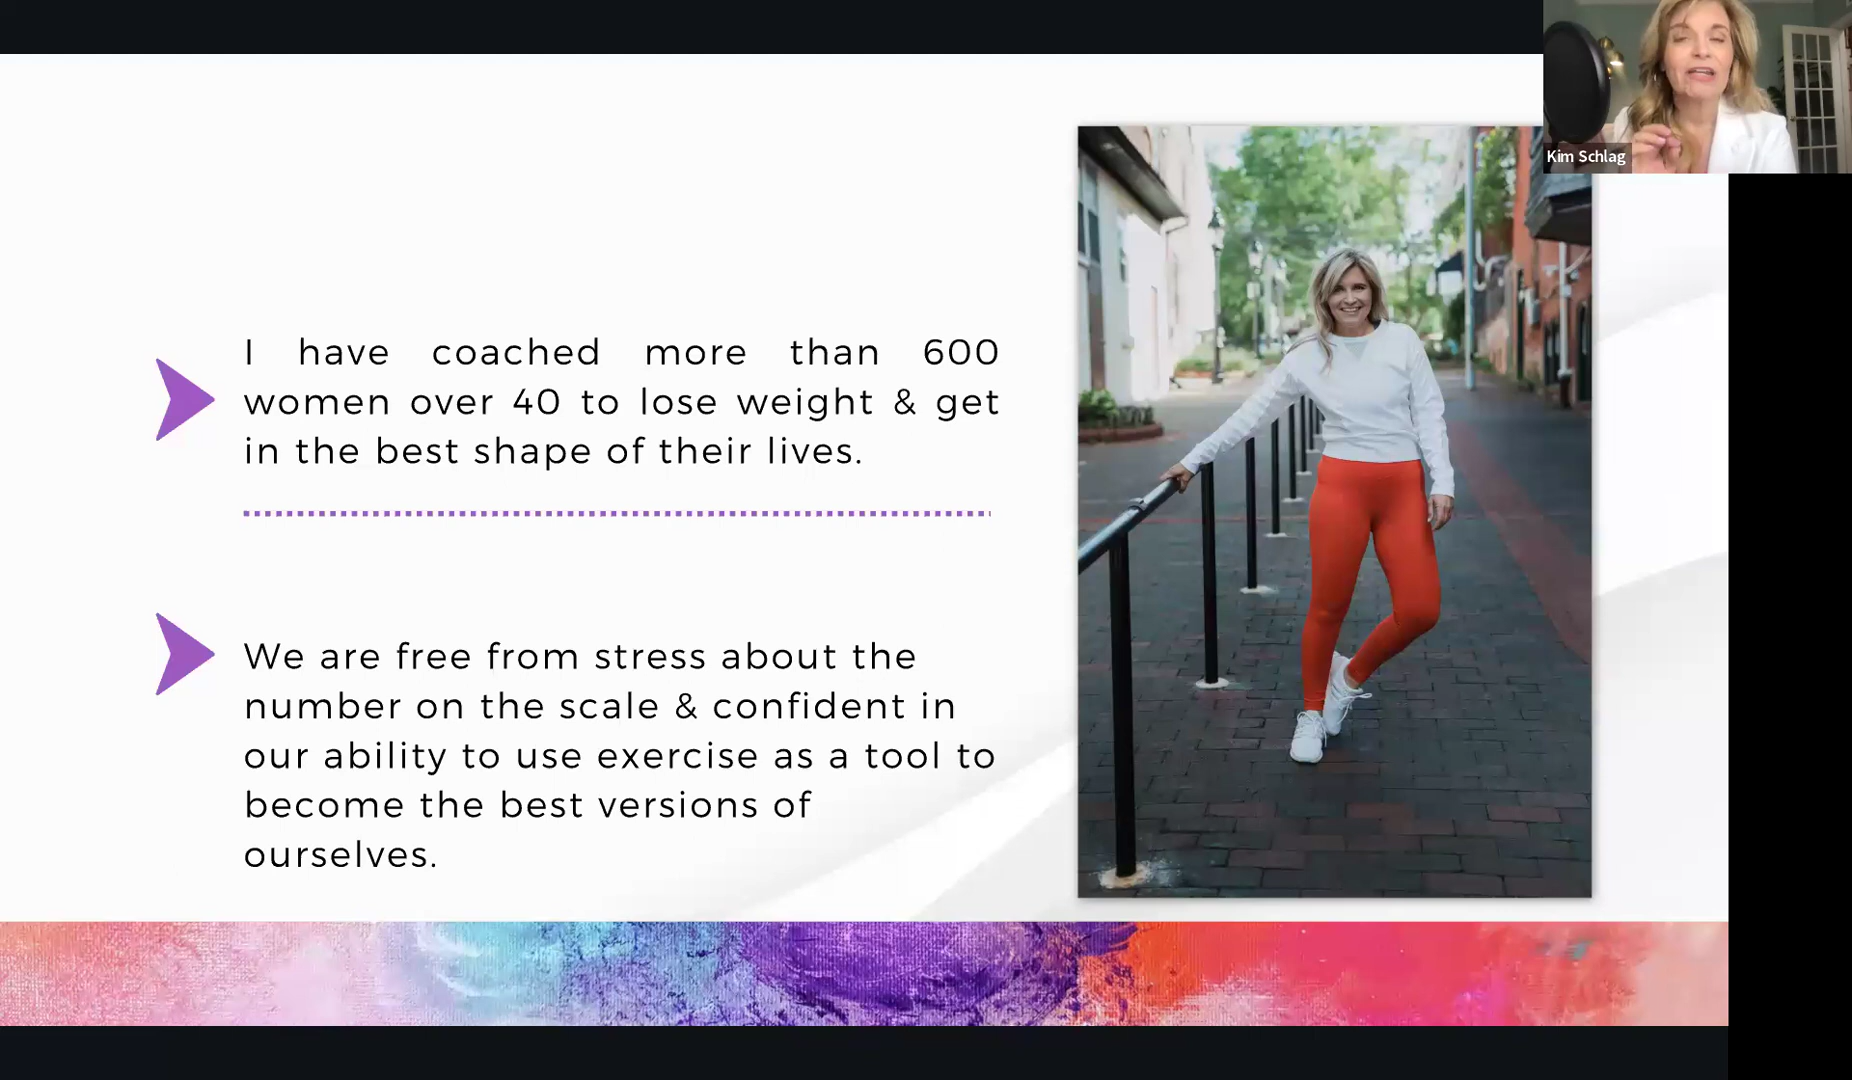 Kim Schlag
I have coached more than 600
women over 40 to lose weight & get
in the best shape of their lives.
We are free from stress about the
number on the scale & confident in
our ability to use exercise as a tool to
become the best versions of
ourselves.